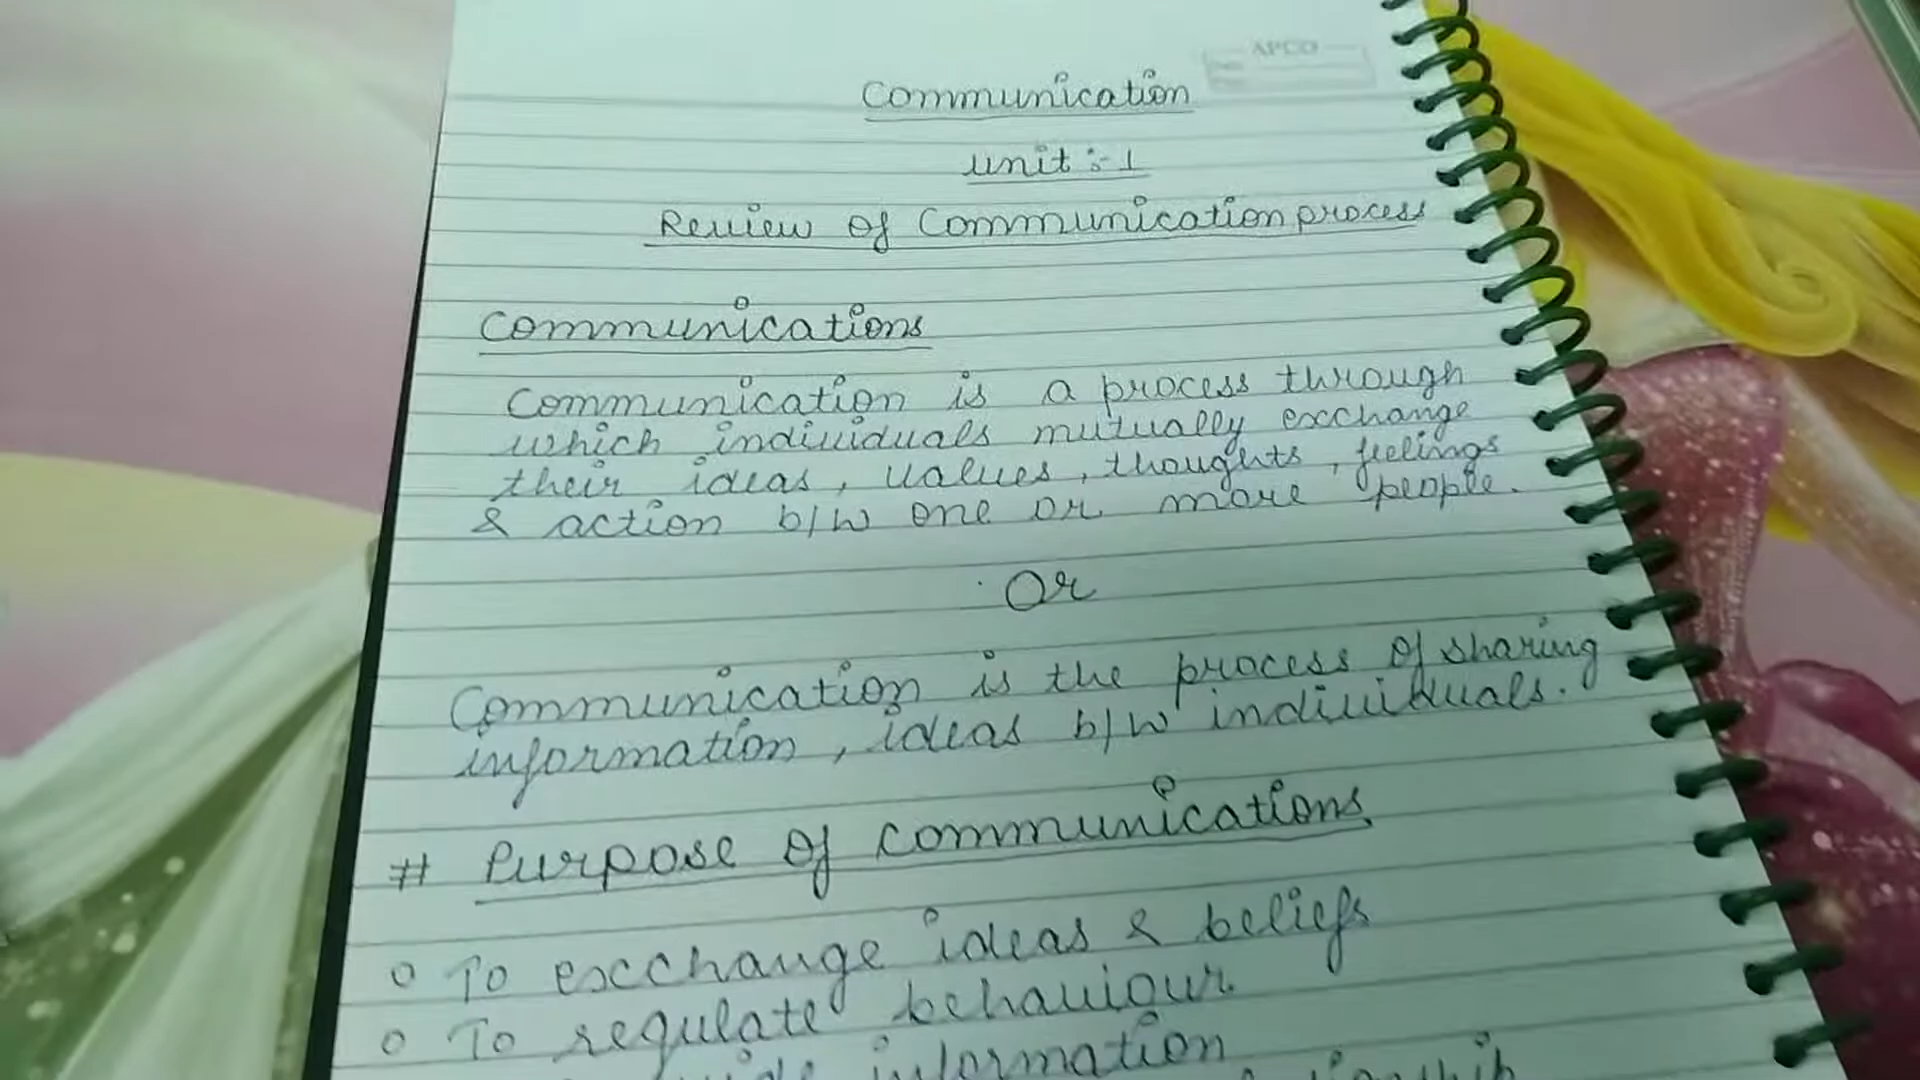 APCO
Communication
unit :- 1
Review of Communication process
Communications
Communication is a process through
which individuals mutually exchange
their ideas, values, thoughts, feelings
& action b/w one or more people.
Or
Communication is the process of sharing
information, ideas b/w individuals.
# Purpose of communications
o To exchange ideas & beliefs
o To regulate behaviour.
information